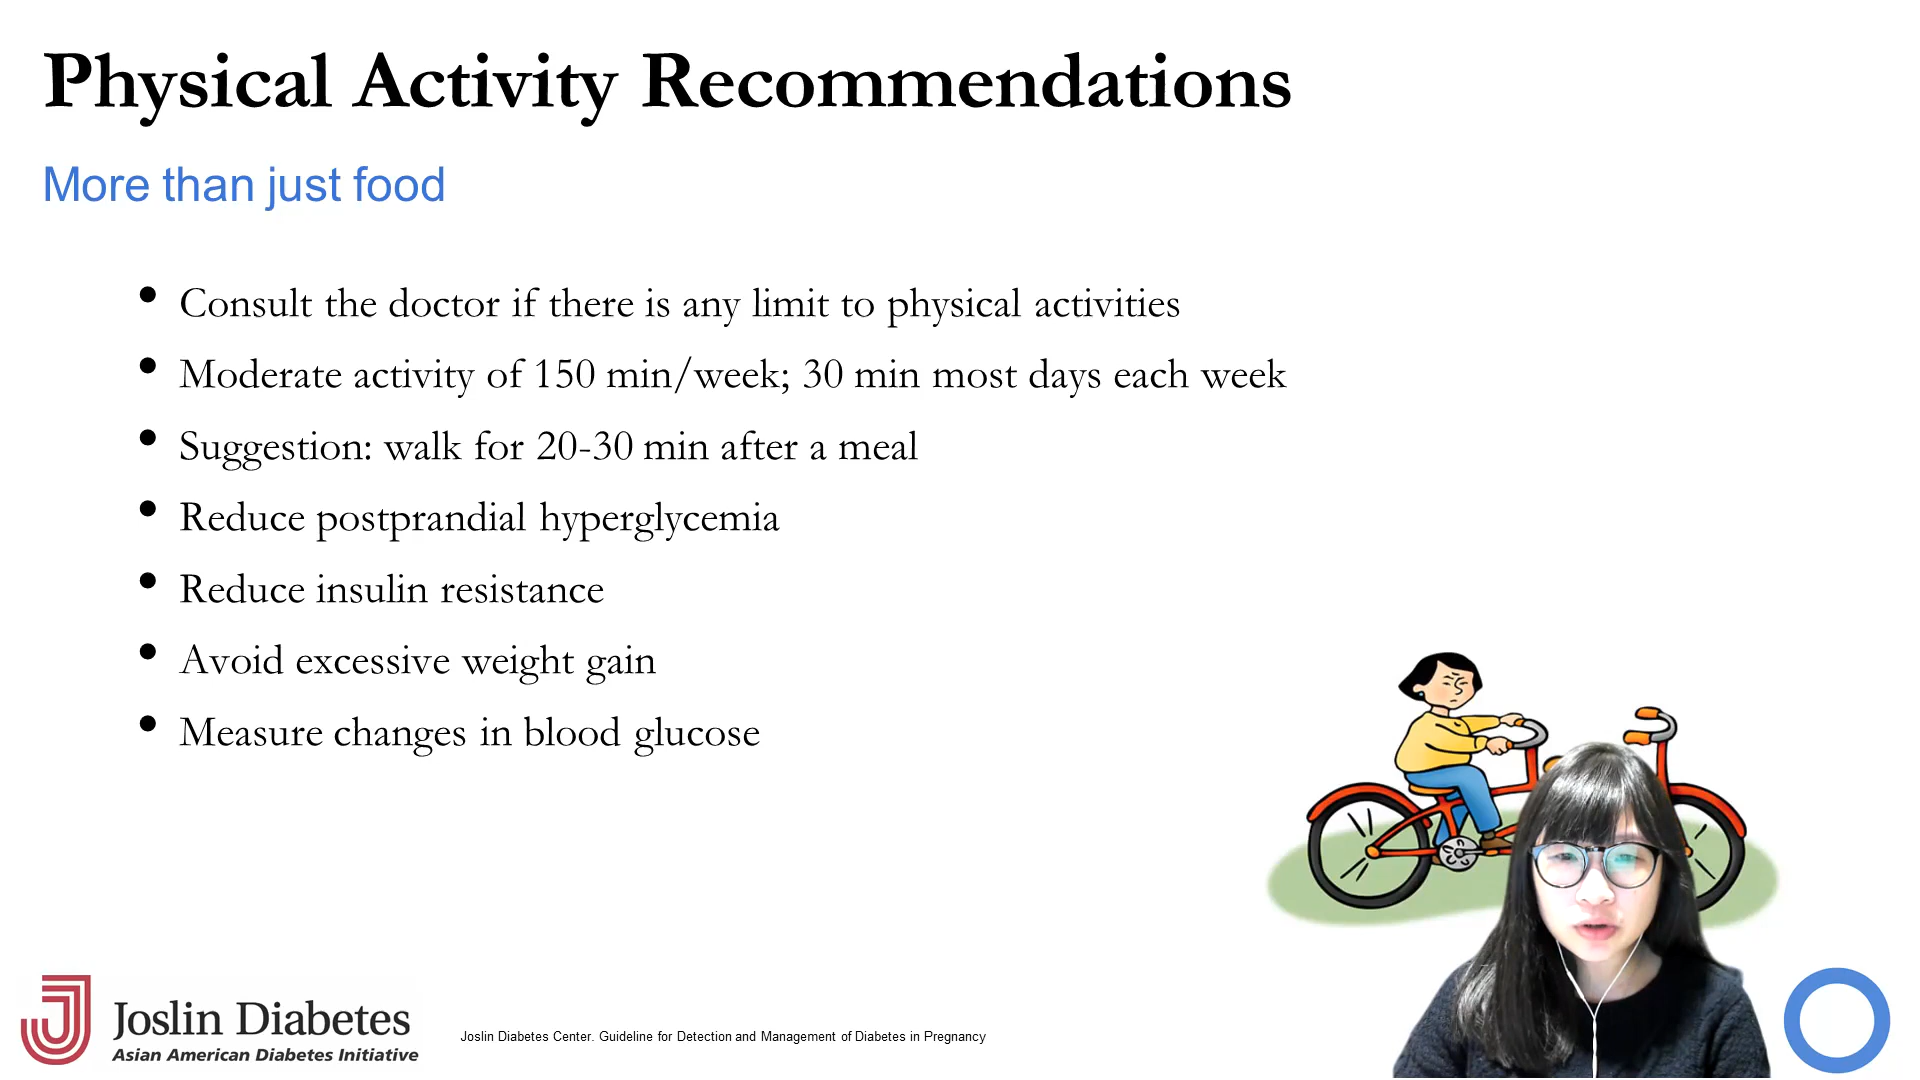 Physical Activity Recommendations
More than just food
• Consult the doctor if there is any limit to physical activities
• Moderate activity of 150 min/week; 30 min most days each week
• Suggestion: walk for 20-30 min after a meal
• Reduce postprandial hyperglycemia
• Reduce insulin resistance
• Avoid excessive weight gain
• Measure changes in blood glucose
Joslin Diabetes
Asian American Diabetes Initiative
Joslin Diabetes Center. Guideline for Detection and Management of Diabetes in Pregnancy